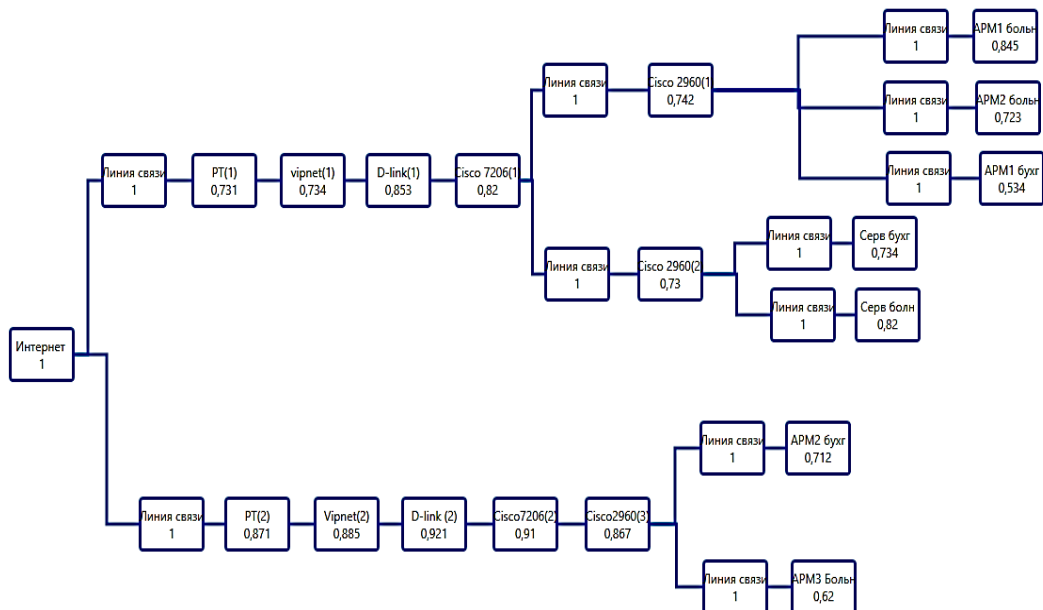 Линия связи
1
АРМ1 больн
0,845
Линия связи
1
Cisco 2960(1
0,742
Линия связи
1
АРМ2 больн
0,723
Линия связи
1
PT(1)
0,731
vipnet(1)
0,734
D-link(1)
0,853
Cisco 7206(1
0,82
Линия связи
1
АРМ1 бухг
0,534
Линия связи
1
Серв бухг
0,734
Линия связи
1
Cisco 2960(2
0,73
Линия связи
1
Серв болн
0,82
Интернет
1
Линия связи
1
АРМ2 бухг
0,712
Линия связи
1
PT(2)
0,871
Vipnet(2)
0,885
D-link (2)
0,921
Cisco7206(2)
0,91
Cisco2960(3)
0,867
Линия связи
1
АРМ3 Больн
0,62